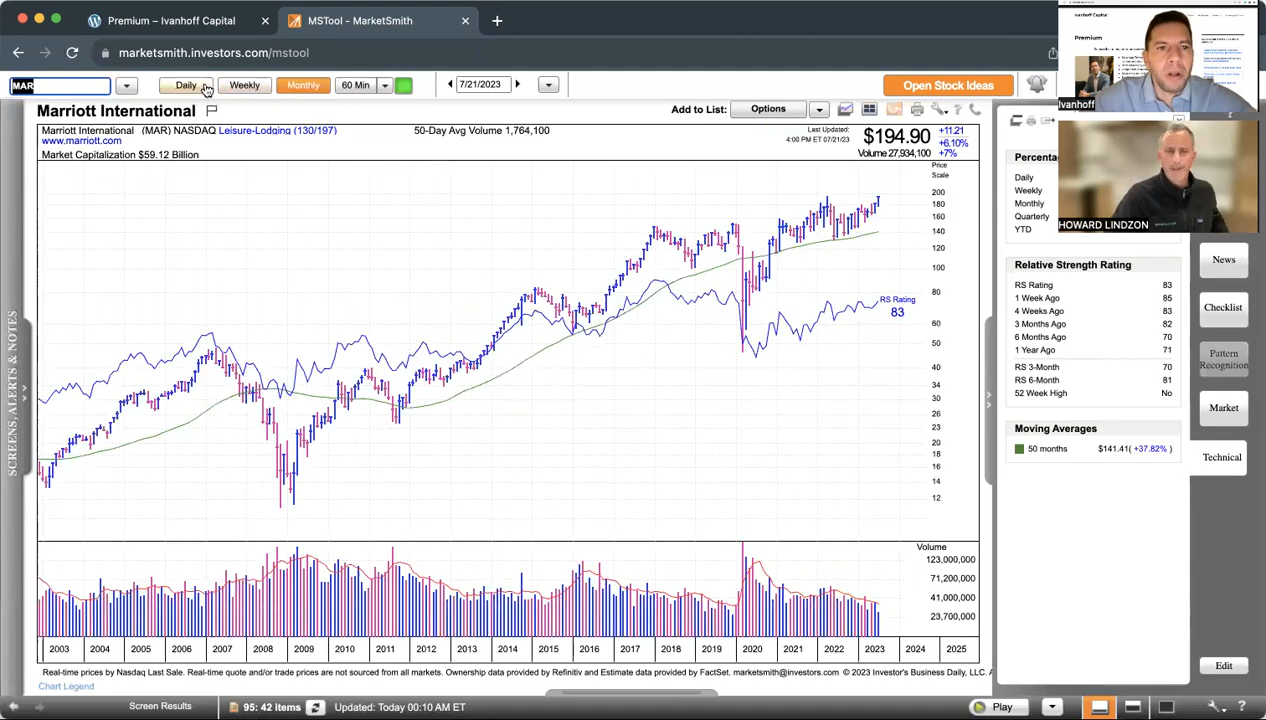 Premium – Ivanhoff Capital
MSTool - MarketSmith
marketsmith.investors.com/mstool
MAR
Daily
Weekly
Monthly
60 Min
7/21/2023
Open Stock Ideas
Marriott International
Add to List:
Options
Marriott International (MAR) NASDAQ Leisure-Lodging (130/197)
50-Day Avg Volume 1,764,100
www.marriott.com
Market Capitalization $59.12 Billion
Last Updated:
4:00 PM ET 07/21/23
$194.90
+11.21
+6.10%
Volume 27,934,100
+7%
Price
Scale
200
180
160
140
120
100
80
60
50
40
34
30
26
23
20
18
16
14
12
RS Rating
83
Volume
123,000,000
71,200,000
41,000,000
23,700,000
2003 2004 2005 2006 2007 2008 2009 2010 2011 2012 2013 2014 2015 2016 2017 2018 2019 2020 2021 2022 2023 2024 2025
Real-time prices by Nasdaq Last Sale. Real-time quote and/or trade prices are not sourced from all markets. Ownership data provided by Refinitiv and Estimate data provided by FactSet. marketsmith@investors.com © 2023 Investor's Business Daily, LLC. A
Chart Legend
SCREENS, ALERTS & NOTES
Ivanhoff Capital
Premium
Ivanhoff
HOWARD LINDZON
Percenta
Daily
Weekly
Monthly
Quarterly
YTD
Relative Strength Rating
RS Rating 83
1 Week Ago 85
4 Weeks Ago 83
3 Months Ago 82
6 Months Ago 70
1 Year Ago 71
RS 3-Month 70
RS 6-Month 81
52 Week High No
Moving Averages
50 months $141.41( +37.82% )
News
Checklist
Pattern
Recognition
Market
Technical
Edit
Screen Results
95: 42 items
Updated: Today 00:10 AM ET
Play